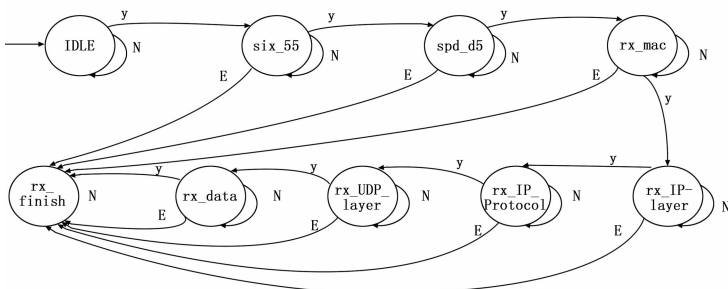 y
y
y
IDLE
N
six_55
N
spd_d5
N
rx_mac
N
E
E
E
y
y
y
y
y
rx_
finish
N
rx_data
N
rx_UDP_
layer
N
rx_IP_
Protocol
N
rx_IP-
layer
N
E
E
E
E